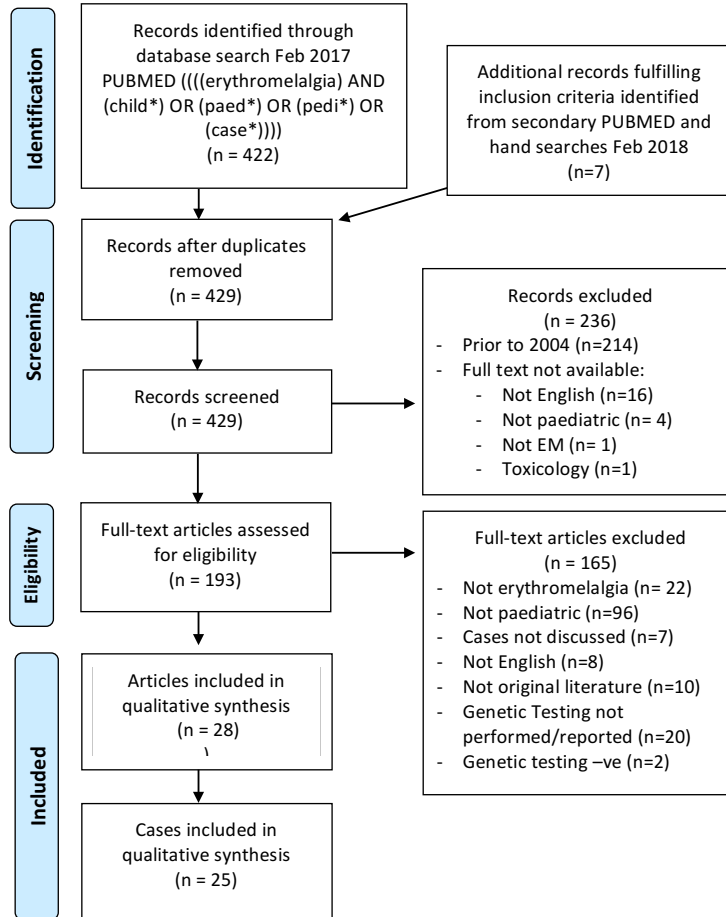 Identification
Records identified through
database search Feb 2017
PUBMED ((((erythromelalgia) AND
(child*) OR (paed*) OR (pedi*) OR
(case*))))
(n = 422)
Additional records fulfilling
inclusion criteria identified
from secondary PUBMED and
hand searches Feb 2018
(n=7)
Screening
Records after duplicates
removed
(n = 429)
Records screened
(n = 429)
Records excluded
(n = 236)
- Prior to 2004 (n=214)
- Full text not available:
- Not English (n=16)
- Not paediatric (n= 4)
- Not EM (n= 1)
- Toxicology (n=1)
Eligibility
Full-text articles assessed
for eligibility
(n = 193)
Full-text articles excluded
(n = 165)
- Not erythromelalgia (n= 22)
- Not paediatric (n=96)
- Cases not discussed (n=7)
- Not English (n=8)
- Not original literature (n=10)
- Genetic Testing not
performed/reported (n=20)
- Genetic testing –ve (n=2)
Included
Articles included in
qualitative synthesis
(n = 28)
)
Cases included in
qualitative synthesis
(n = 25)